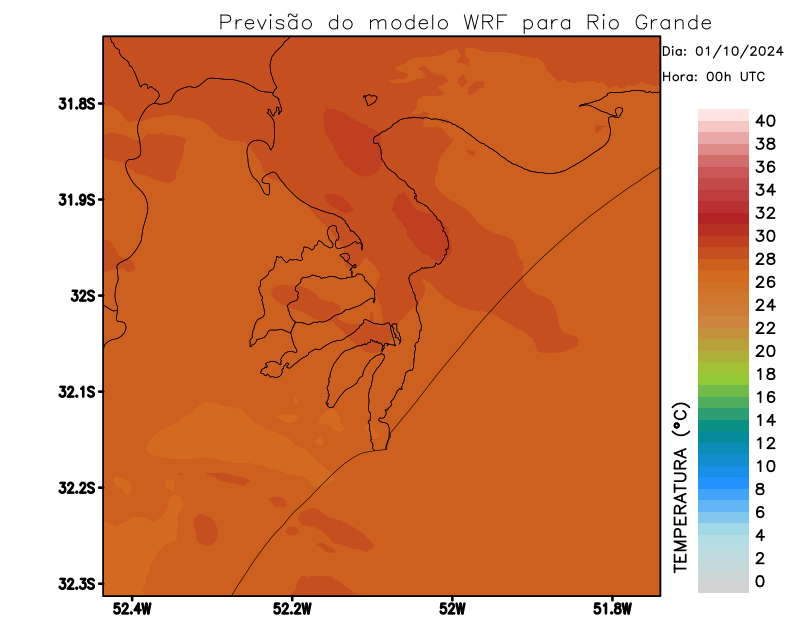 Previsão do modelo WRF para Rio Grande
Dia: 01/10/2024
Hora: 00h UTC
31.8S
31.9S
32S
32.1S
32.2S
32.3S
52.4W
52.2W
52W
51.8W
TEMPERATURA (°C)
40
38
36
34
32
30
28
26
24
22
20
18
16
14
12
10
8
6
4
2
0